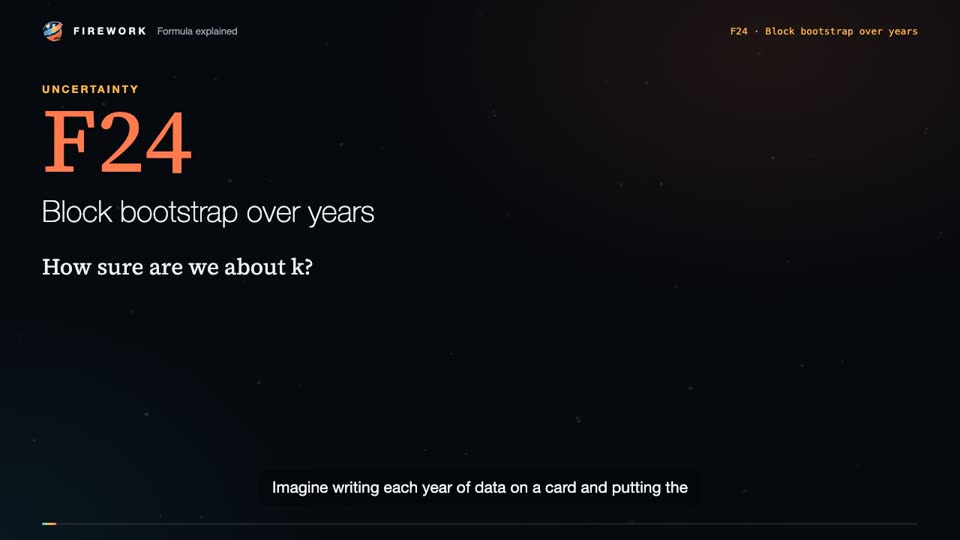 FIREWORK Formula explained
F24 · Block bootstrap over years
UNCERTAINTY
F24
Block bootstrap over years
How sure are we about k?
Imagine writing each year of data on a card and putting the